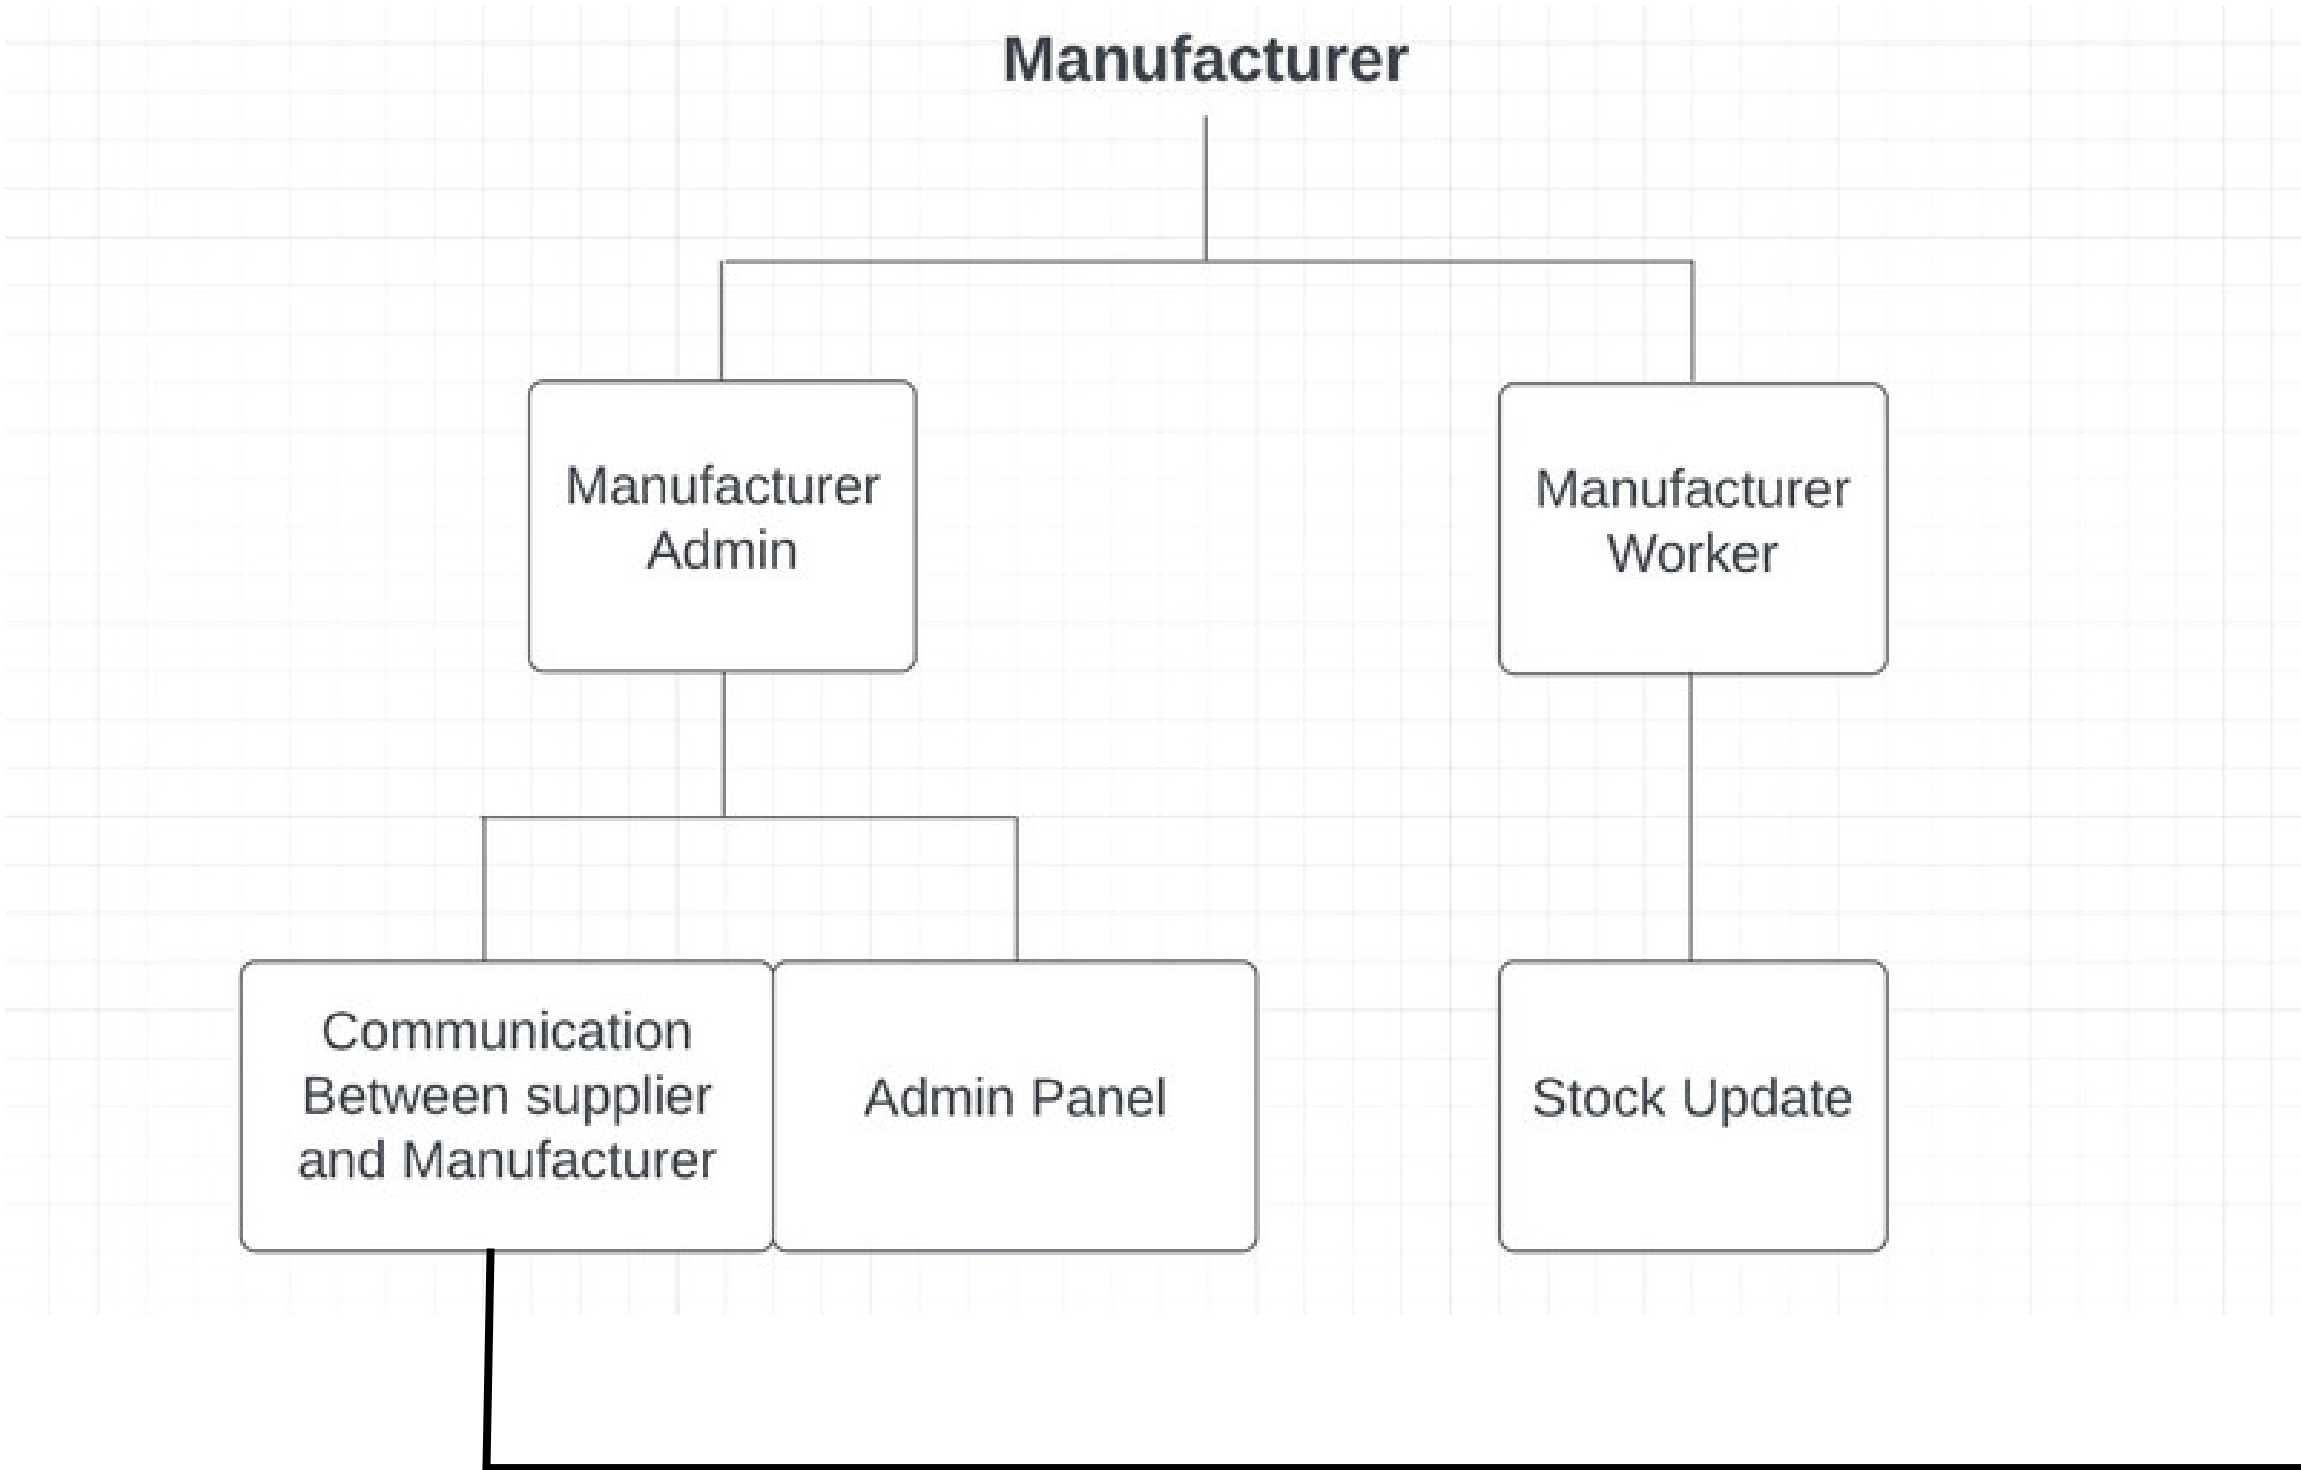 Manufacturer
Manufacturer
Admin
Manufacturer
Worker
Communication
Between supplier
and Manufacturer
Admin Panel
Stock Update